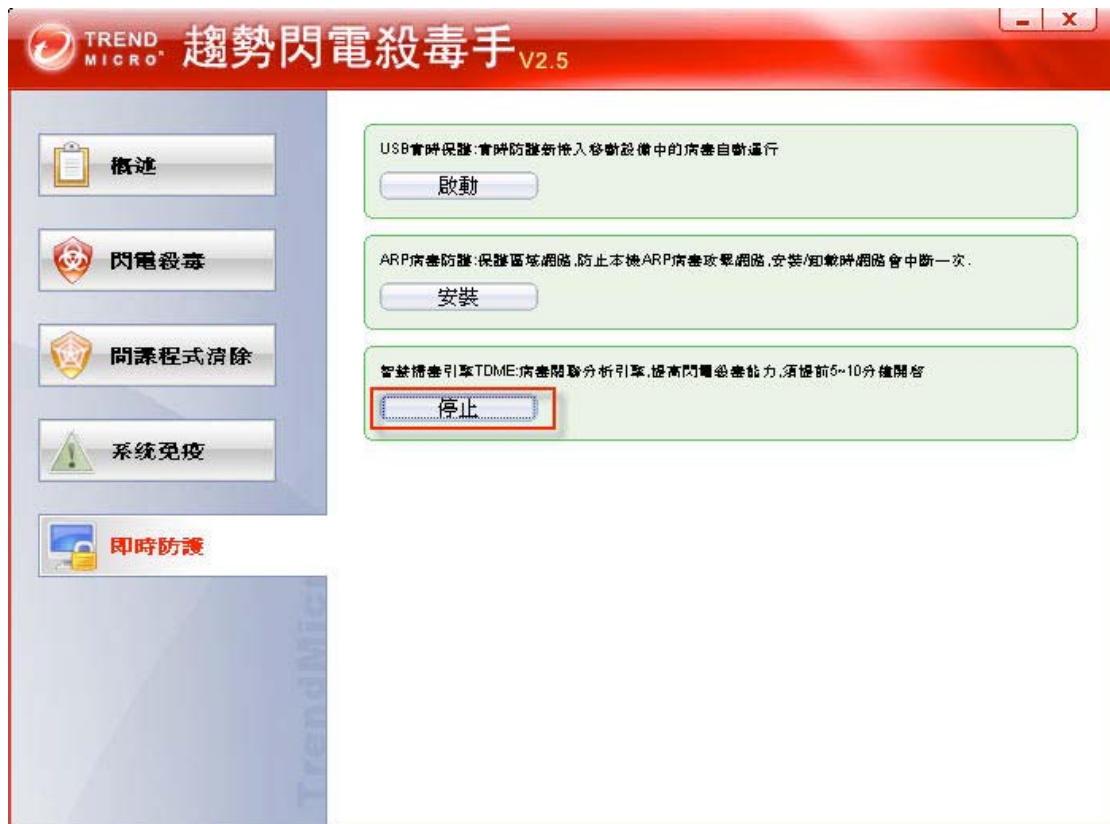 TREND MICRO 趨勢閃電殺毒手 V2.5
概述
閃電殺毒
間諜程式清除
系统免疫
即時防護
USB實時保護:實時防護新接入移動設備中的病毒自動運行
啟動
ARP病毒防護:保護區域網路,防止本機ARP病毒攻擊網路,安裝/卸載時網路會中斷一次.
安裝
智慧掃毒引擎TDME:病毒關聯分析引擎,提高閃電殺毒能力,須提前5~10分鐘開啓
停止
TrendMicr